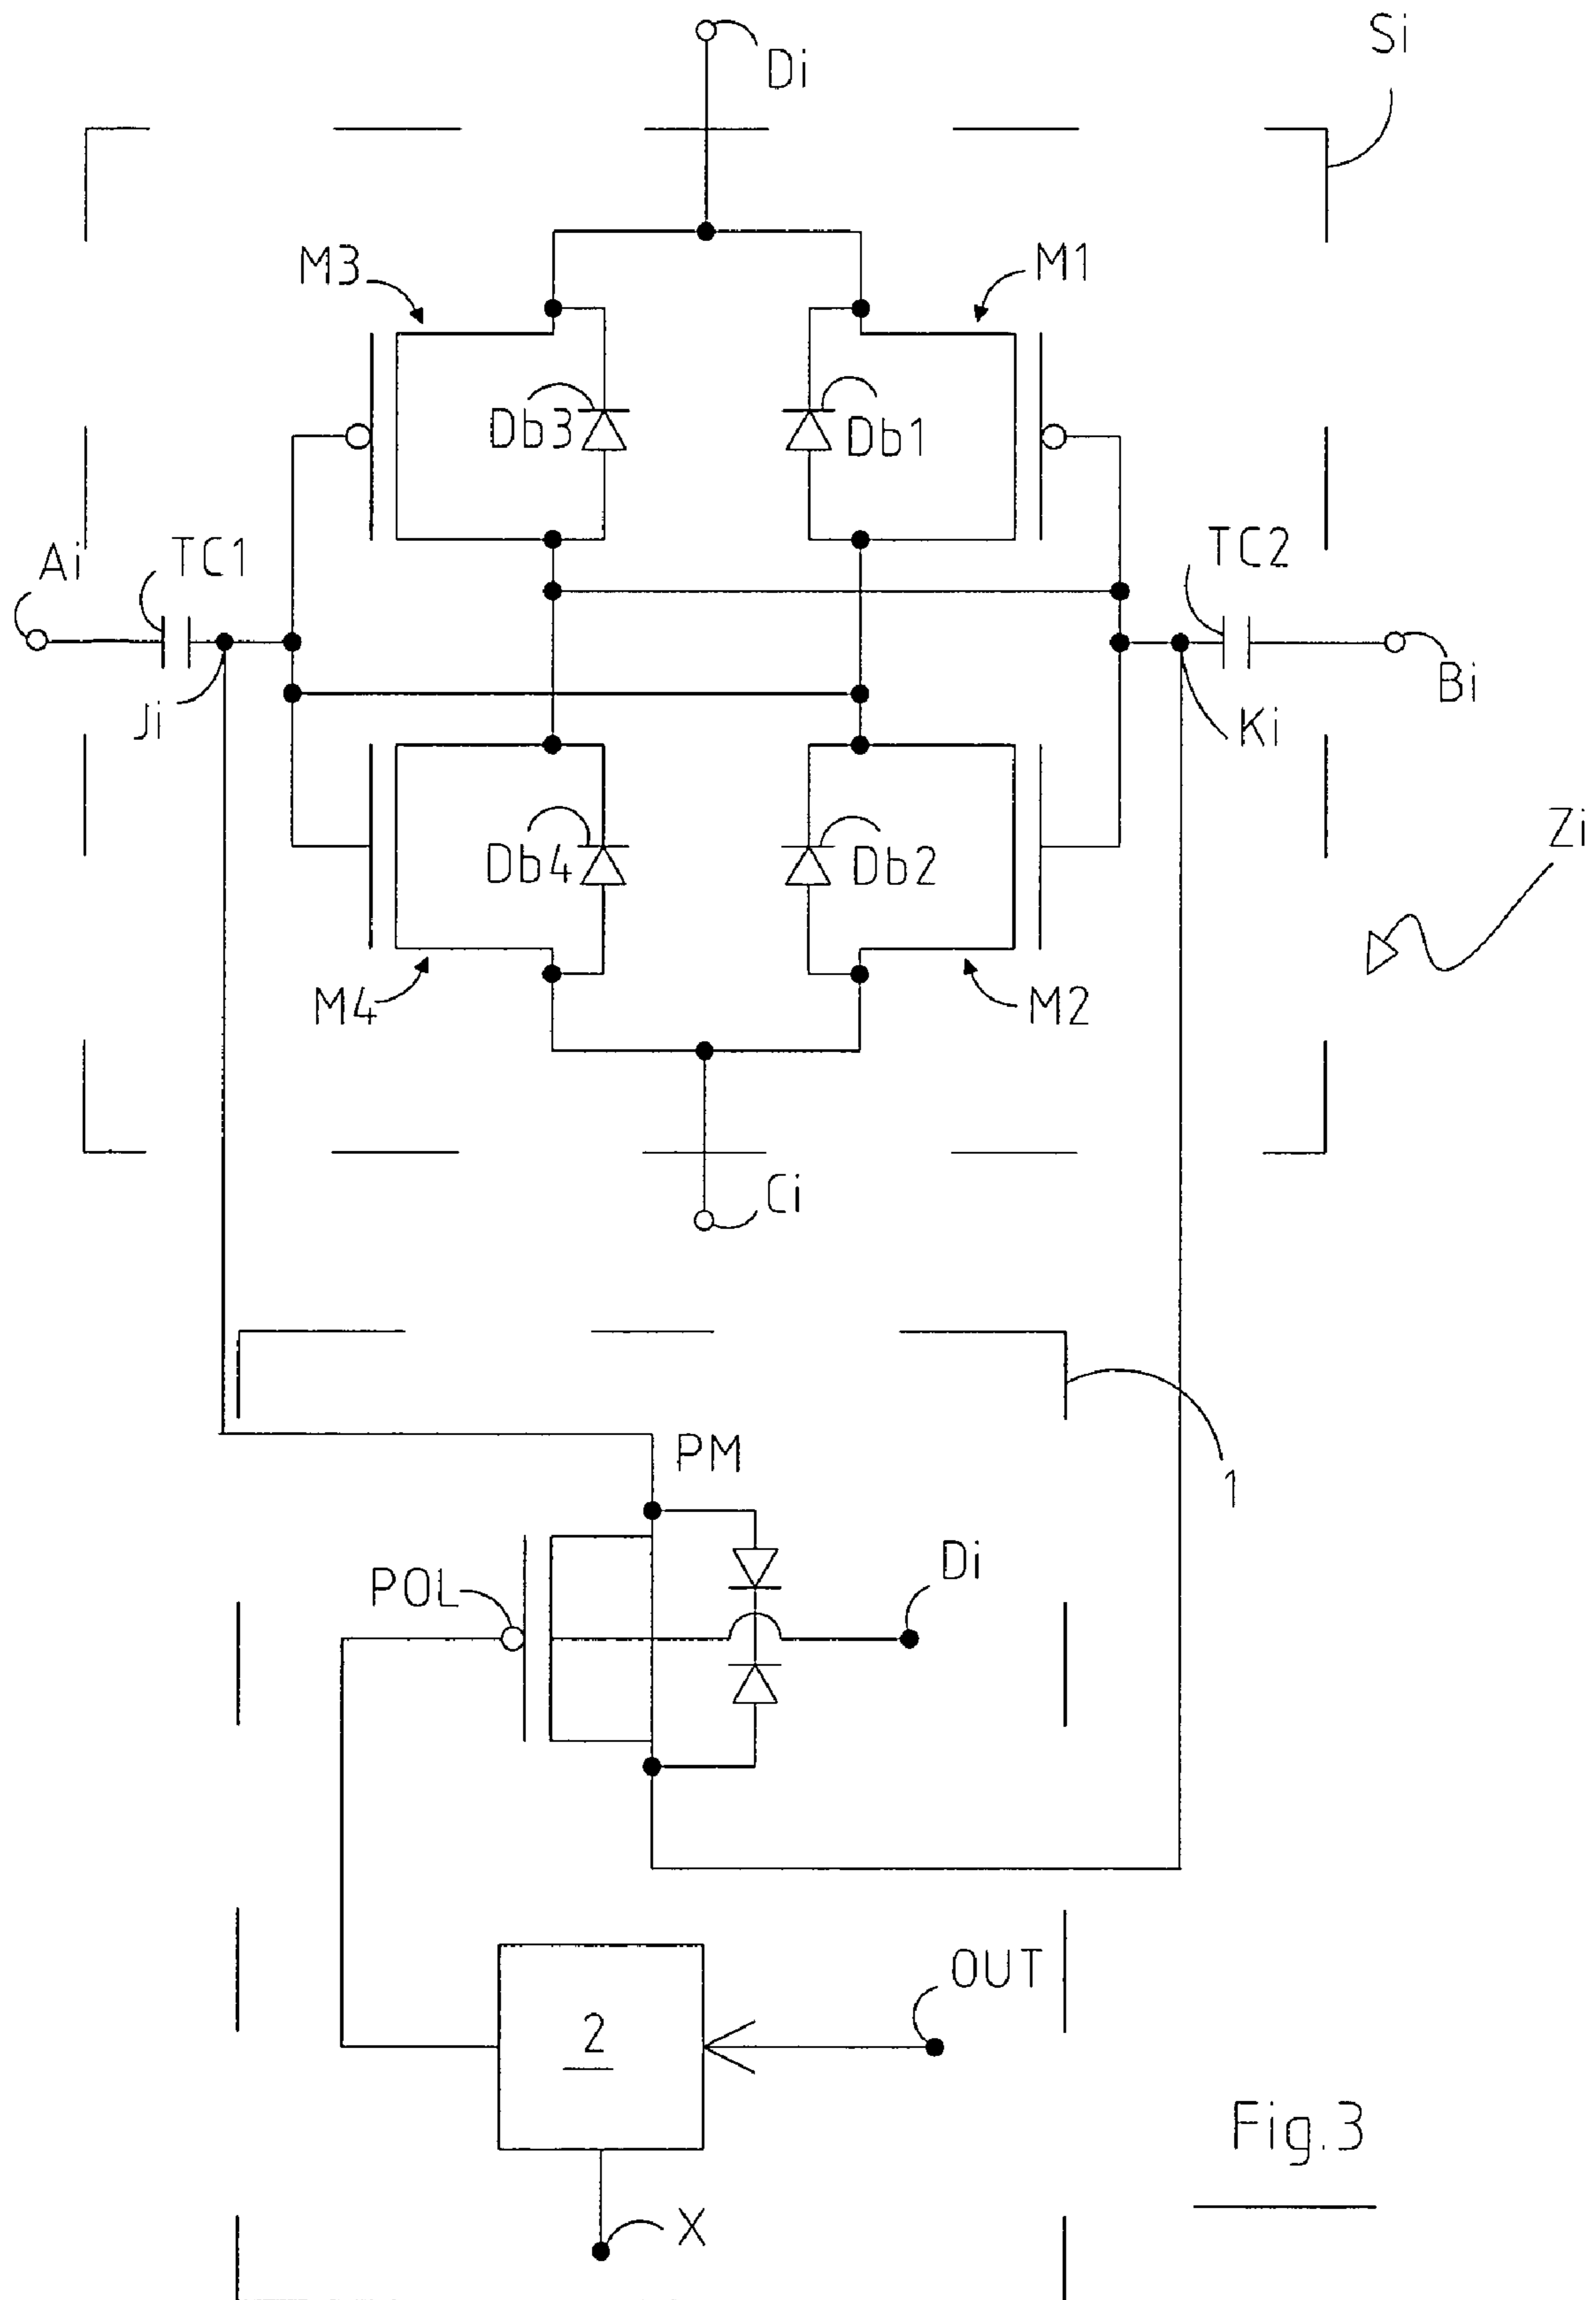 Di
Si
M3
M1
Db3
Db1
Ai
TC1
TC2
Ji
Ki
Bi
Zi
Db4
Db2
M4
M2
Ci
PM
1
POL
Di
OUT
2
Fig.3
X